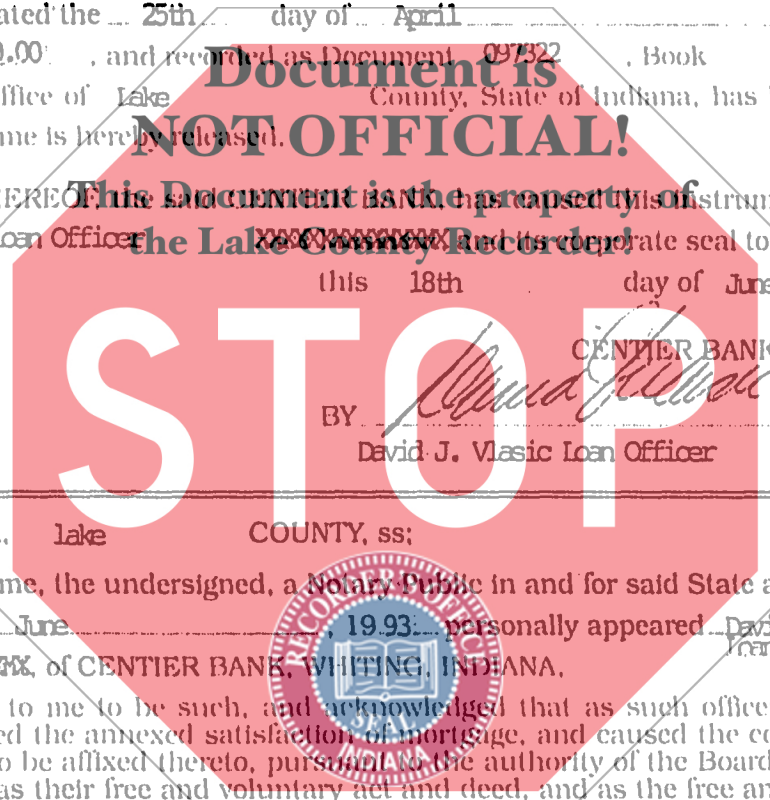 ated the 25th day of April
0.00 , and recorded as Document 097322 , Book
Document is
ffice of Lake County, State of Indiana, has
me is hereby released.
NOT OFFICIAL!
EREOF, the said CENTIER BANK, has caused this instrum
This Document is the property of
oan Officer and its corporate seal to
the Lake County Recorder!
this 18th day of June
STOP
CENTIER BANK
BY
David J. Vlasic Loan Officer
lake COUNTY, ss:
me, the undersigned, a Notary Public in and for said State a
June , 19 93 personally appeared Davi
Loan
of CENTIER BANK, WHITING, INDIANA,
RECORDER'S OFFICE
SEAL
INDIANA
to me to be such, and acknowledged that as such office
ed the annexed satisfaction of mortgage, and caused the co
o be affixed thereto, pursuant to the authority of the Board
as their free and voluntary act and deed, and as the free an